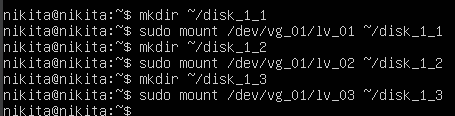 nikita@nikita:~$ mkdir ~/disk_1_1
nikita@nikita:~$ sudo mount /dev/vg_01/lv_01 ~/disk_1_1
nikita@nikita:~$ mkdir ~/disk_1_2
nikita@nikita:~$ sudo mount /dev/vg_01/lv_02 ~/disk_1_2
nikita@nikita:~$ mkdir ~/disk_1_3
nikita@nikita:~$ sudo mount /dev/vg_01/lv_03 ~/disk_1_3
nikita@nikita:~$